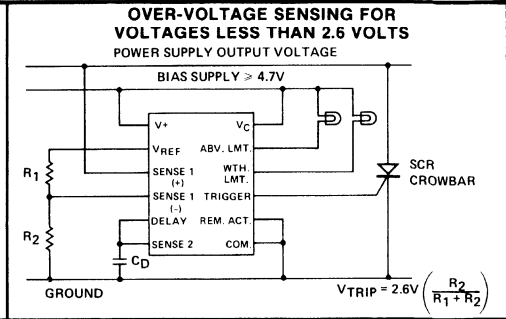 OVER-VOLTAGE SENSING FOR
VOLTAGES LESS THAN 2.6 VOLTS
POWER SUPPLY OUTPUT VOLTAGE
BIAS SUPPLY ⩾ 4.7V
V+
VC
VREF
ABV. LMT.
R1
SENSE 1
(+)
WTH.
LMT.
SCR
CROWBAR
SENSE 1
(−)
TRIGGER
R2
DELAY
REM. ACT.
SENSE 2
COM.
CD
GROUND
VTRIP = 2.6V (R2 / R1 + R2)